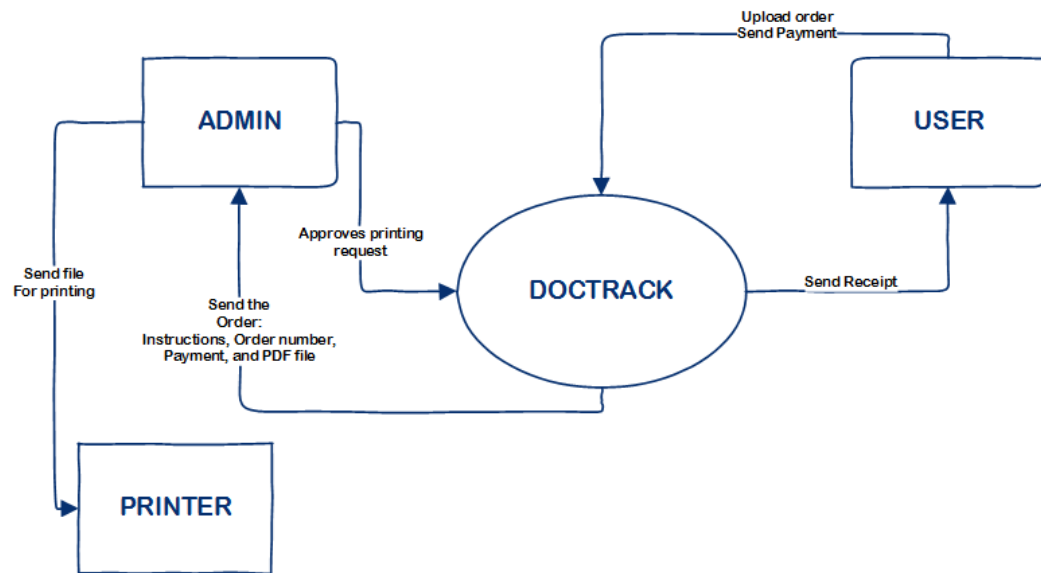 Upload order
Send Payment
ADMIN
USER
Approves printing
request
Send file
For printing
Send the
Order:
Instructions, Order number,
Payment, and PDF file
DOCTRACK
Send Receipt
PRINTER